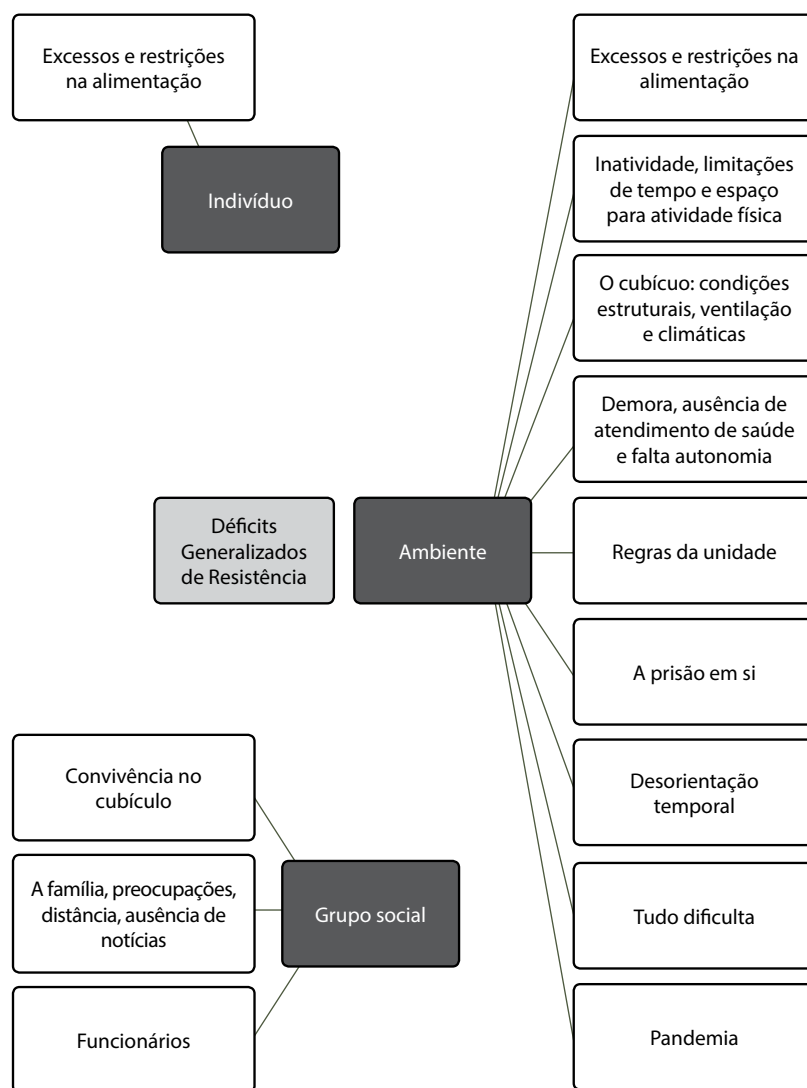 Excessos e restrições
na alimentação
Indivíduo
Excessos e restrições na
alimentação
Inatividade, limitações
de tempo e espaço
para atividade física
O cubícuo: condições
estruturais, ventilação
e climáticas
Demora, ausência de
atendimento de saúde
e falta autonomia
Déficits
Generalizados
de Resistência
Ambiente
Regras da unidade
A prisão em si
Desorientação
temporal
Tudo dificulta
Pandemia
Convivência no
cubículo
A família, preocupações,
distância, ausência de
notícias
Grupo social
Funcionários